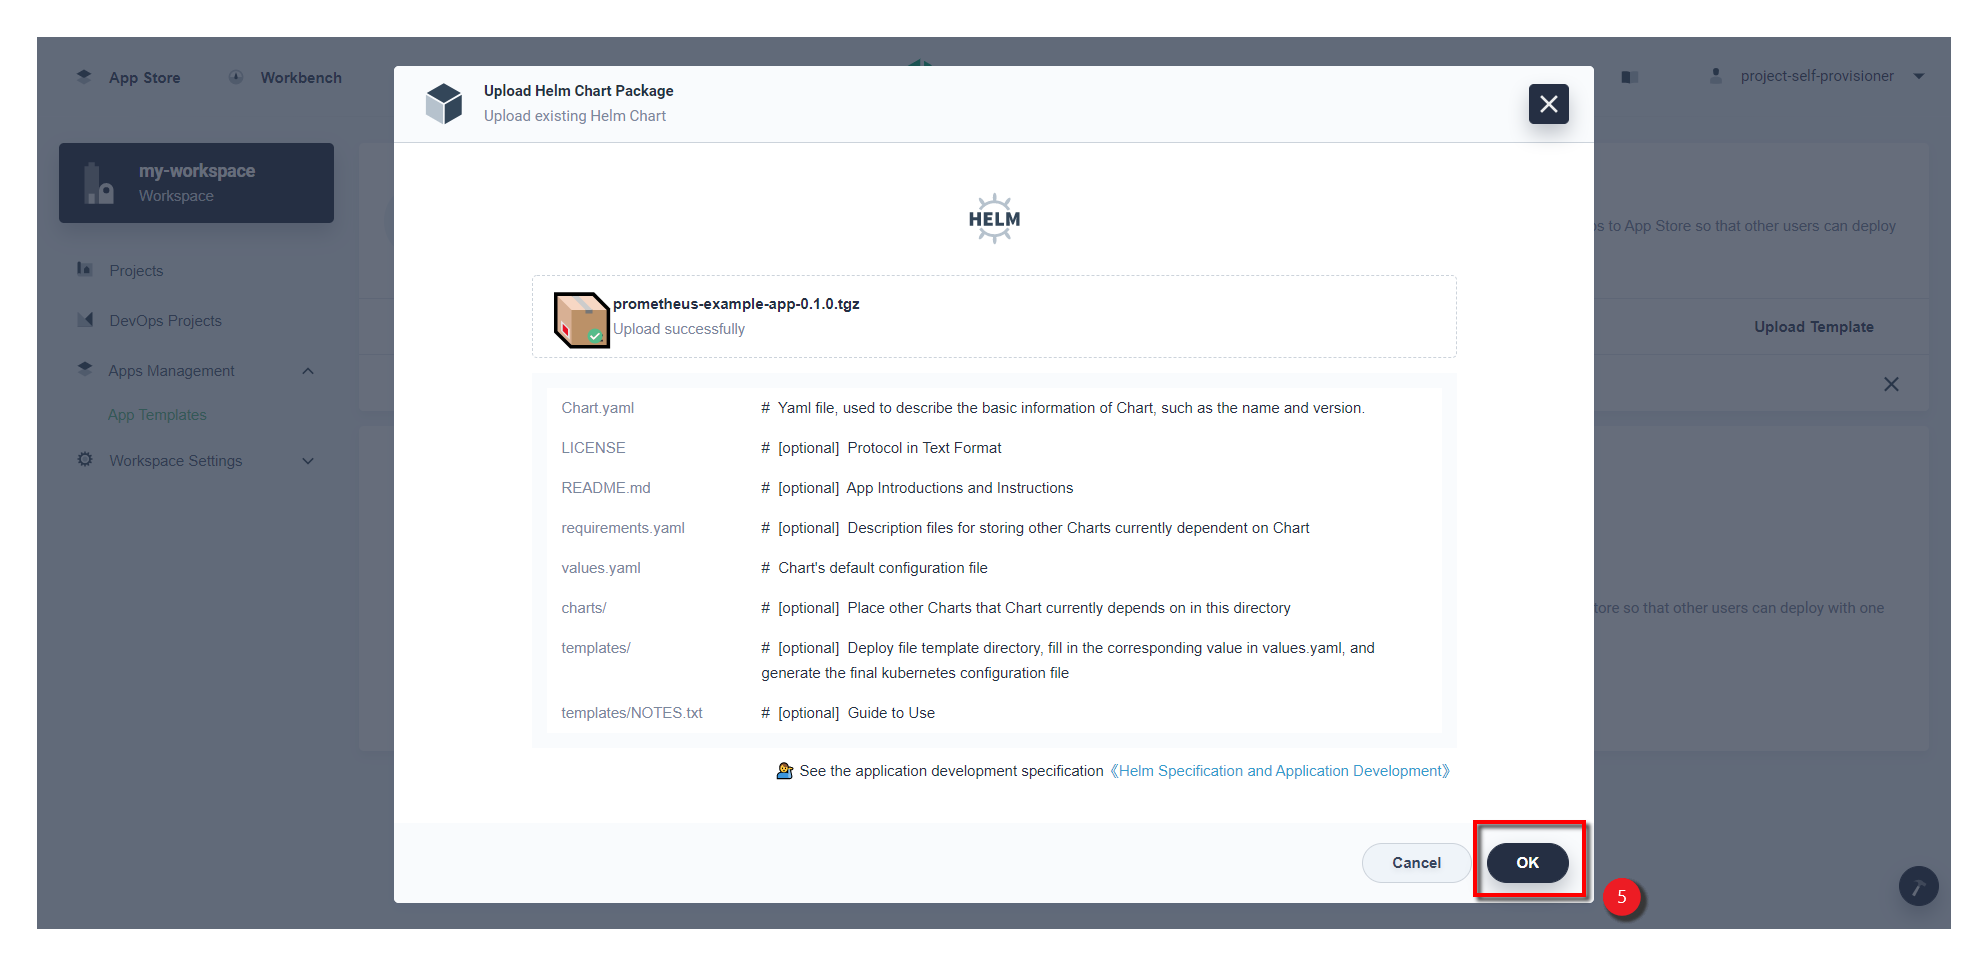 App Store
Workbench
project-self-provisioner
my-workspace
Workspace
Projects
DevOps Projects
Apps Management
App Templates
Workspace Settings
Upload Helm Chart Package
Upload existing Helm Chart
HELM
prometheus-example-app-0.1.0.tgz
Upload successfully
Chart.yaml # Yaml file, used to describe the basic information of Chart, such as the name and version.
LICENSE # [optional] Protocol in Text Format
README.md # [optional] App Introductions and Instructions
requirements.yaml # [optional] Description files for storing other Charts currently dependent on Chart
values.yaml # Chart's default configuration file
charts/ # [optional] Place other Charts that Chart currently depends on in this directory
templates/ # [optional] Deploy file template directory, fill in the corresponding value in values.yaml, and
generate the final kubernetes configuration file
templates/NOTES.txt # [optional] Guide to Use
See the application development specification 《Helm Specification and Application Development》
Cancel
OK
5
to App Store so that other users can deploy
Upload Template
so that other users can deploy with one